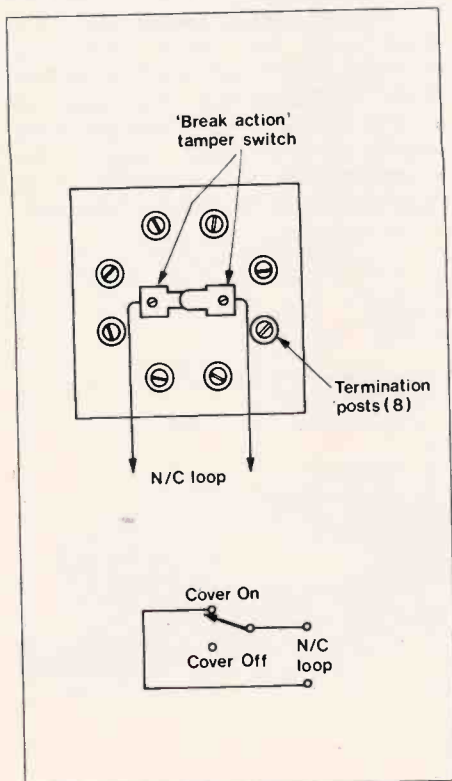 'Break action'
tamper switch
Termination
posts (8)
N/C loop
Cover On
Cover Off
N/C
loop